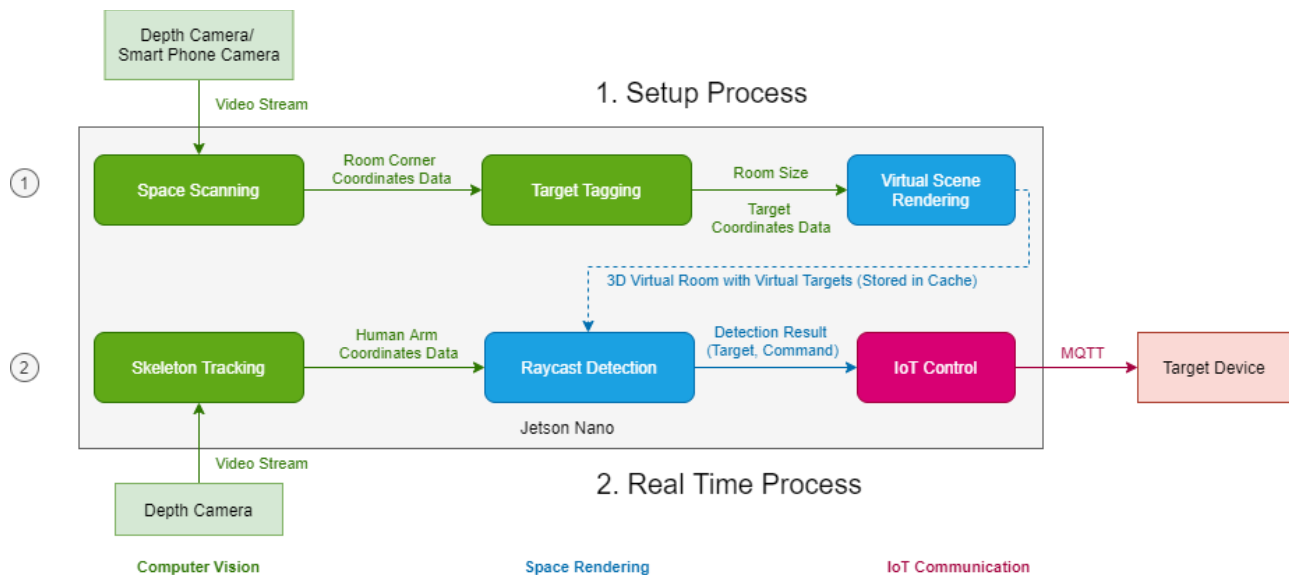 Depth Camera/
Smart Phone Camera
Video Stream
1. Setup Process
1
Space Scanning
Room Corner
Coordinates Data
Target Tagging
Room Size
Target
Coordinates Data
Virtual Scene
Rendering
3D Virtual Room with Virtual Targets (Stored in Cache)
2
Skeleton Tracking
Human Arm
Coordinates Data
Raycast Detection
Detection Result
(Target, Command)
IoT Control
MQTT
Target Device
Jetson Nano
Video Stream
2. Real Time Process
Depth Camera
Computer Vision
Space Rendering
IoT Communication